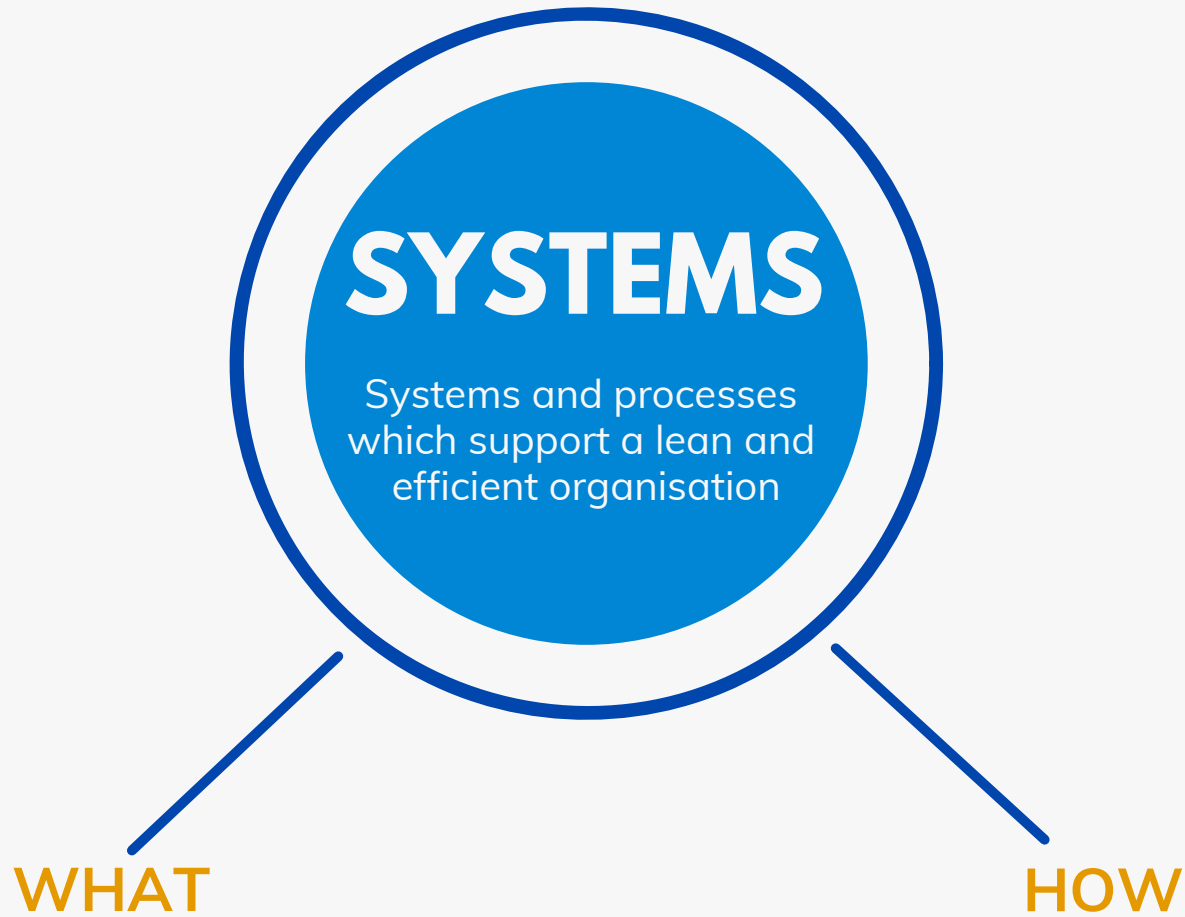 SYSTEMS
Systems and processes
which support a lean and
efficient organisation
WHAT
HOW